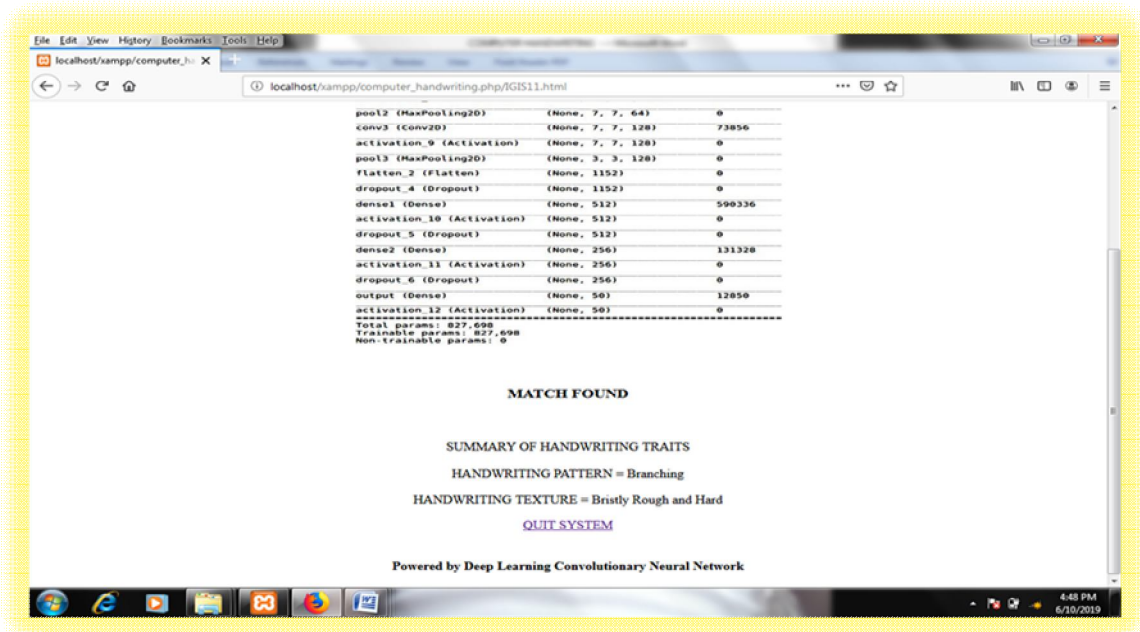 File Edit View History Bookmarks Tools Help
localhost/xampp/computer_ha
localhost/xampp/computer_handwriting.php/IGIS11.html
pool2 (MaxPooling2D) (None, 7, 7, 64) 0
conv3 (Conv2D) (None, 7, 7, 128) 73856
activation_9 (Activation) (None, 7, 7, 128) 0
pool3 (MaxPooling2D) (None, 3, 3, 128) 0
flatten_2 (Flatten) (None, 1152) 0
dropout_4 (Dropout) (None, 1152) 0
dense1 (Dense) (None, 512) 590336
activation_10 (Activation) (None, 512) 0
dropout_5 (Dropout) (None, 512) 0
dense2 (Dense) (None, 256) 131328
activation_11 (Activation) (None, 256) 0
dropout_6 (Dropout) (None, 256) 0
output (Dense) (None, 50) 12850
activation_12 (Activation) (None, 50) 0
Total params: 827,698
Trainable params: 827,698
Non-trainable params: 0
MATCH FOUND
SUMMARY OF HANDWRITING TRAITS
HANDWRITING PATTERN = Branching
HANDWRITING TEXTURE = Bristly Rough and Hard
QUIT SYSTEM
Powered by Deep Learning Convolutionary Neural Network
4:48 PM
6/10/2019